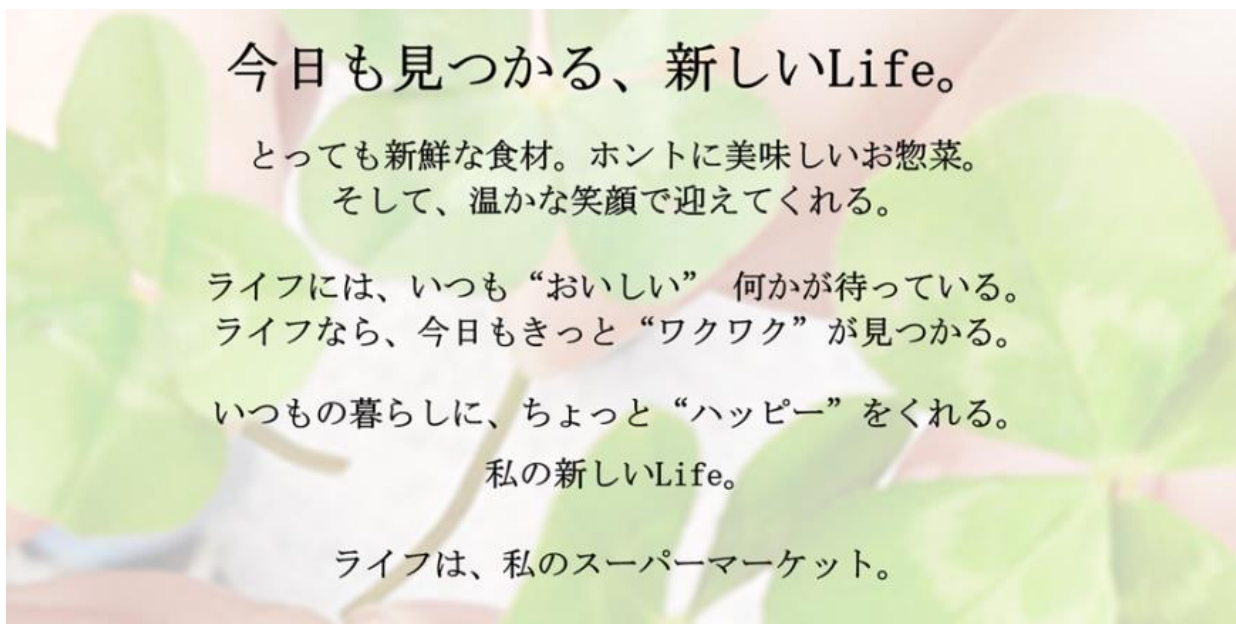 今日も見つかる、新しいLife。
とっても新鮮な食材。ホントに美味しいお惣菜。
そして、温かな笑顔で迎えてくれる。
ライフには、いつも“おいしい” 何かが待っている。
ライフなら、今日もきっと“ワクワク”が見つかる。
いつもの暮らしに、ちょっと“ハッピー”をくれる。
私の新しいLife。
ライフは、私のスーパーマーケット。